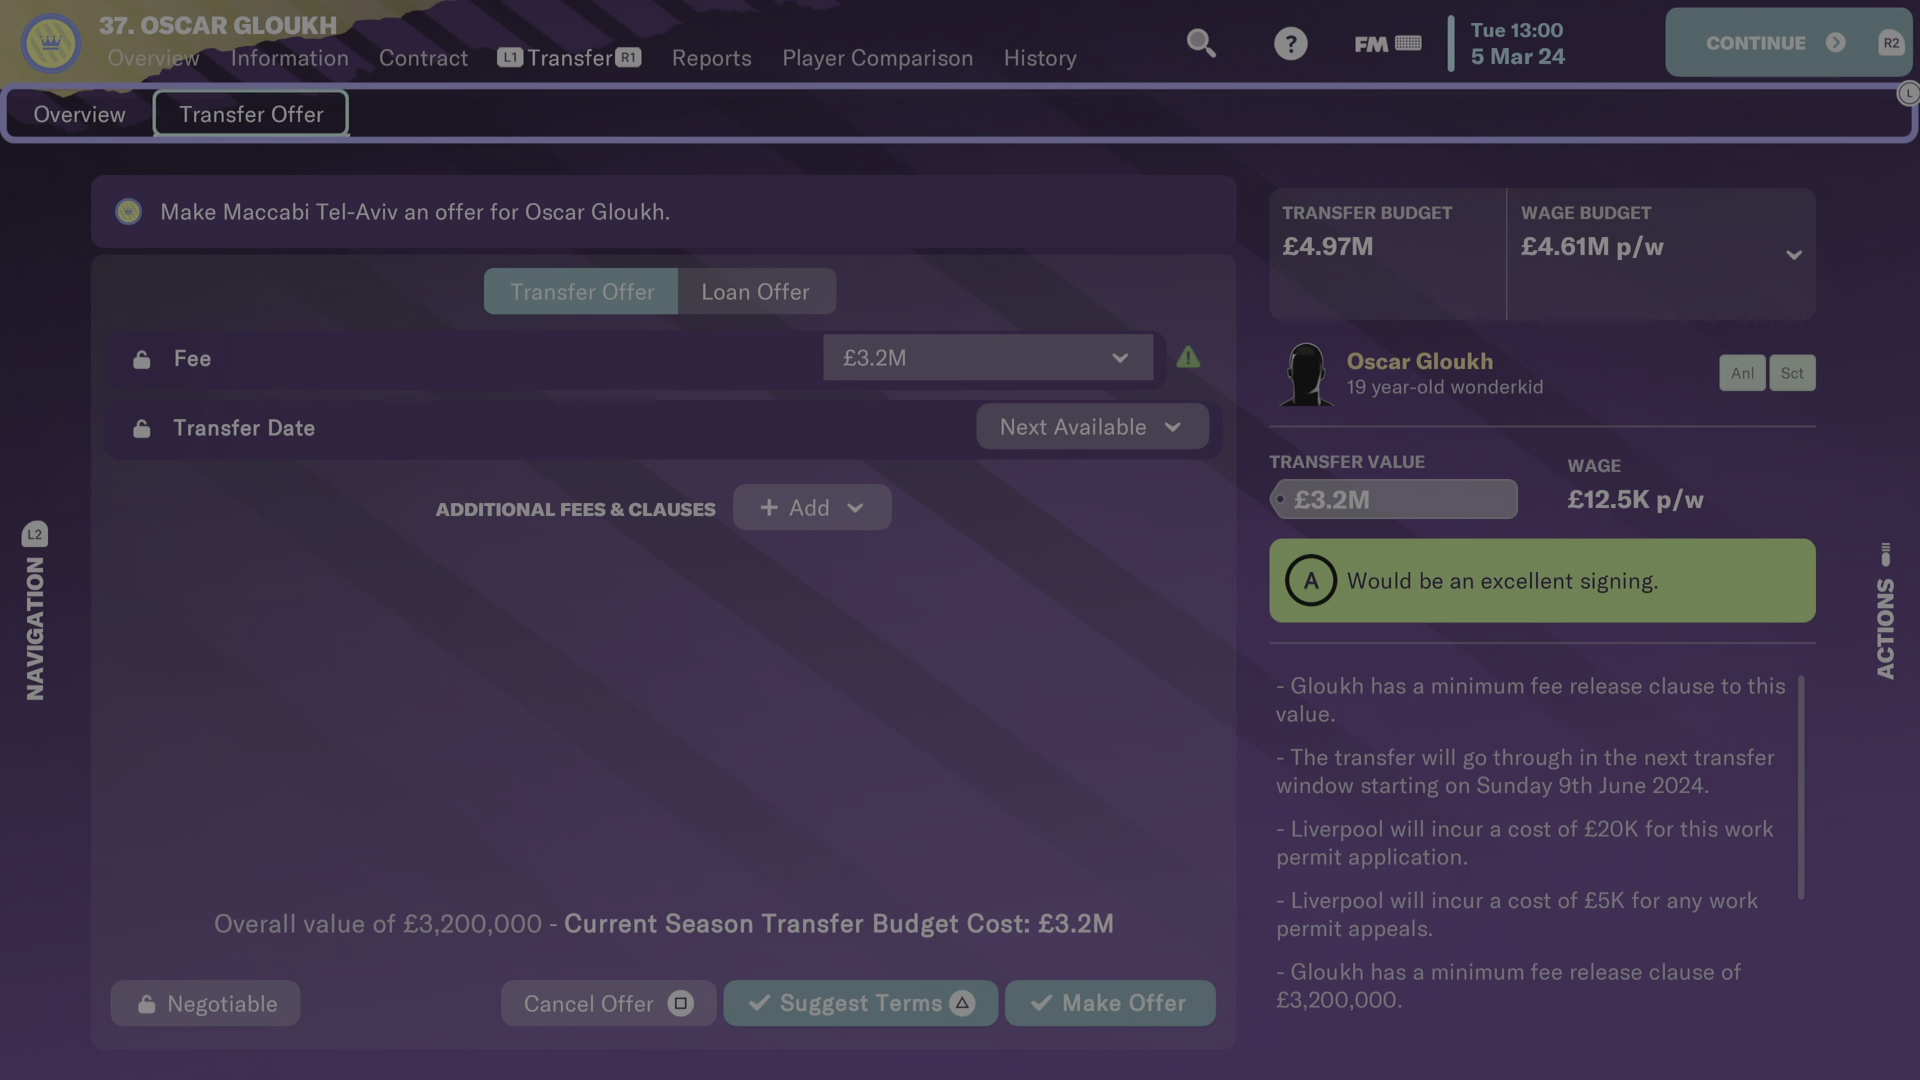 37. OSCAR GLOUKH
Overview Information Contract L1 Transfer R1 Reports Player Comparison History
? FM Tue 13:00
5 Mar 24
CONTINUE R2
Overview Transfer Offer L
Make Maccabi Tel-Aviv an offer for Oscar Gloukh.
Transfer Offer Loan Offer
Fee £3.2M
Transfer Date Next Available
ADDITIONAL FEES & CLAUSES + Add
Overall value of £3,200,000 - Current Season Transfer Budget Cost: £3.2M
Negotiable Cancel Offer Suggest Terms Make Offer
NAVIGATION L2
TRANSFER BUDGET WAGE BUDGET
£4.97M £4.61M p/w
Oscar Gloukh
19 year-old wonderkid
Anl Sct
TRANSFER VALUE WAGE
£3.2M £12.5K p/w
A Would be an excellent signing.
- Gloukh has a minimum fee release clause to this
value.
- The transfer will go through in the next transfer
window starting on Sunday 9th June 2024.
- Liverpool will incur a cost of £20K for this work
permit application.
- Liverpool will incur a cost of £5K for any work
permit appeals.
- Gloukh has a minimum fee release clause of
£3,200,000.
ACTIONS